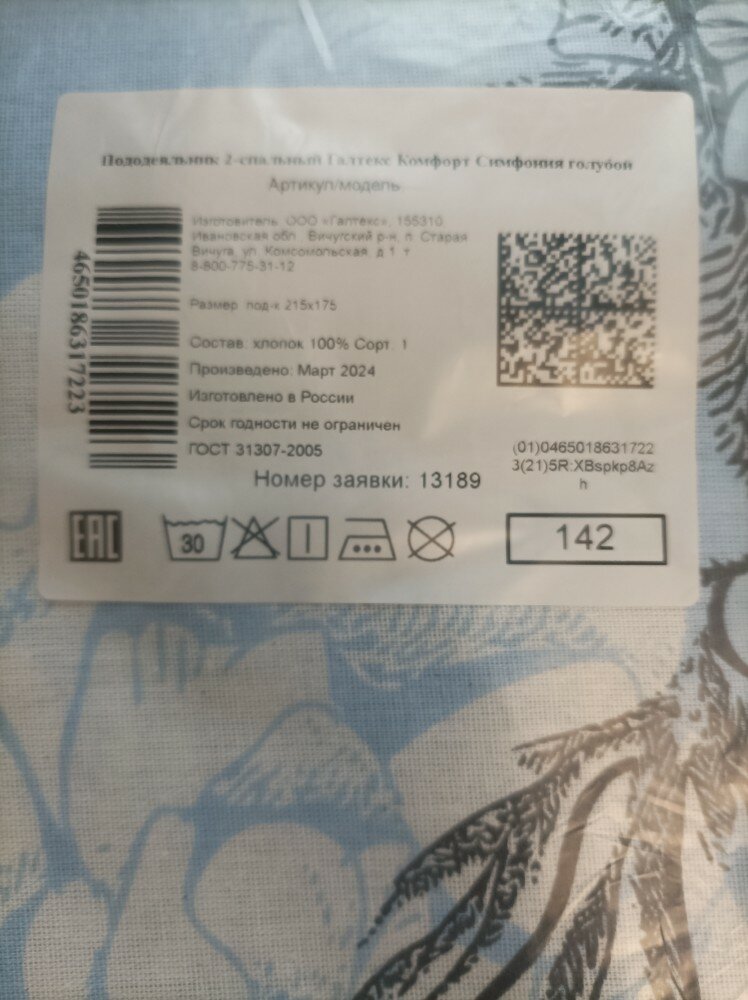 Пододеяльник 2-спальный Галтекс Комфорт Симфония голубой
Артикул/модель
4650186317223
Изготовитель: ООО «Галтекс», 155310,
Ивановская обл., Вичугский р-н, п. Старая
Вичуга, ул. Комсомольская, д.1, т.
8-800-775-31-12
Размер: под-к 215х175
Состав: хлопок 100% Сорт: 1
Произведено: Март 2024
Изготовлено в России
Срок годности не ограничен
ГОСТ 31307-2005
(01)0465018631722
3(21)5R:XBspkp8Az
h
Номер заявки: 13189
EAC
30
142